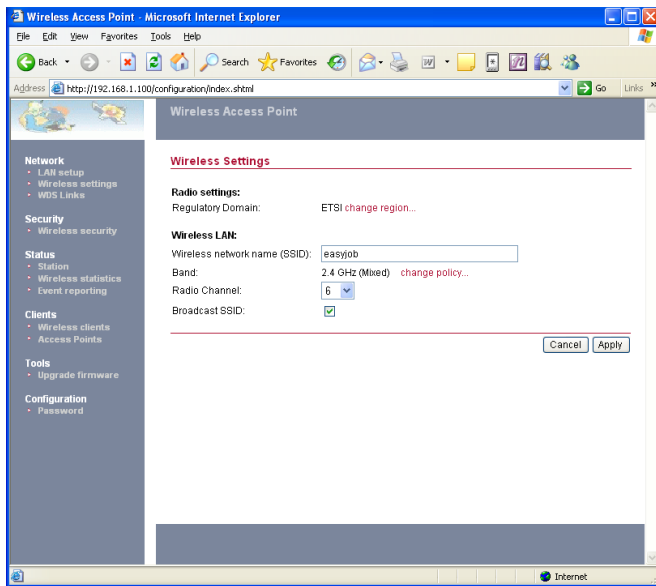 Wireless Access Point - Microsoft Internet Explorer
File Edit View Favorites Tools Help
Back Search Favorites
Address http://192.168.1.100/configuration/index.shtml Go Links »
Wireless Access Point
Network
LAN setup
Wireless settings
WDS Links
Security
Wireless security
Status
Station
Wireless statistics
Event reporting
Clients
Wireless clients
Access Points
Tools
Upgrade firmware
Configuration
Password
Wireless Settings
Radio settings:
Regulatory Domain: ETSI change region...
Wireless LAN:
Wireless network name (SSID): easyjob
Band: 2.4 GHz (Mixed) change policy...
Radio Channel: 6
Broadcast SSID:
Cancel Apply
Internet